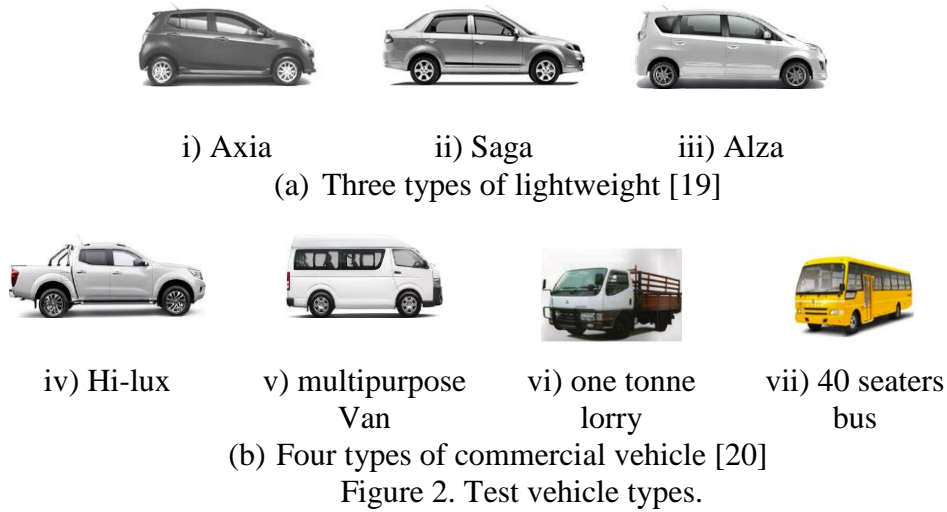 i) Axia ii) Saga iii) Alza
(a) Three types of lightweight [19]
iv) Hi-lux v) multipurpose Van vi) one tonne lorry vii) 40 seaters bus
(b) Four types of commercial vehicle [20]
Figure 2. Test vehicle types.